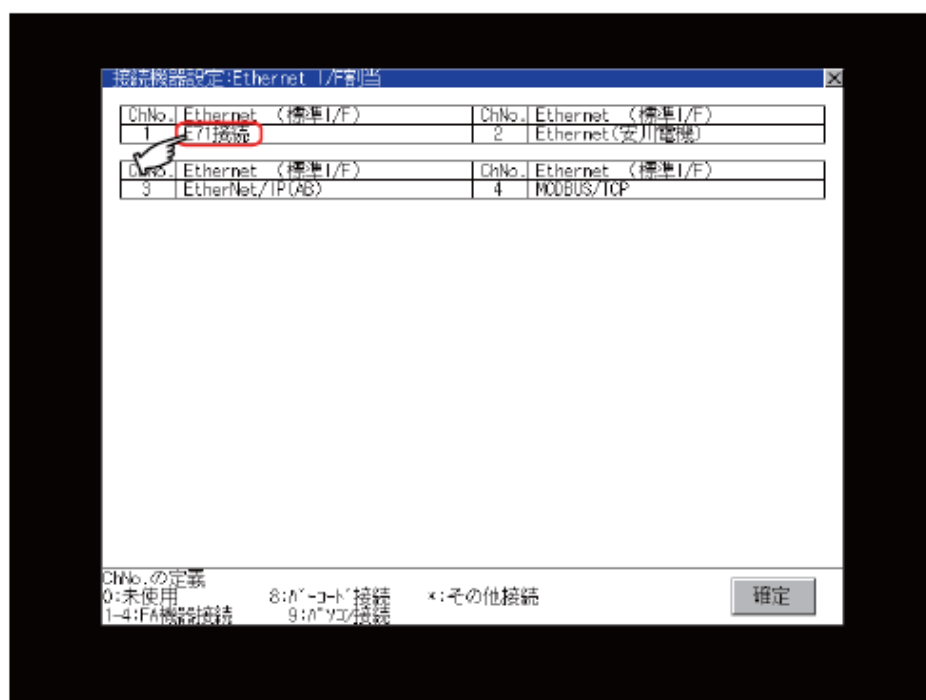 接続機器設定:Ethernet I/F割当
ChNo. Ethernet (標準I/F) ChNo. Ethernet (標準I/F)
1 E71接続 2 Ethernet(安川電機)
ChNo. Ethernet (標準I/F) ChNo. Ethernet (標準I/F)
3 EtherNet/IP(AB) 4 MODBUS/TCP
ChNo.の定義
0:未使用 8:バーコード接続 *:その他接続
1-4:FA機器接続 9:パソコン接続
確定